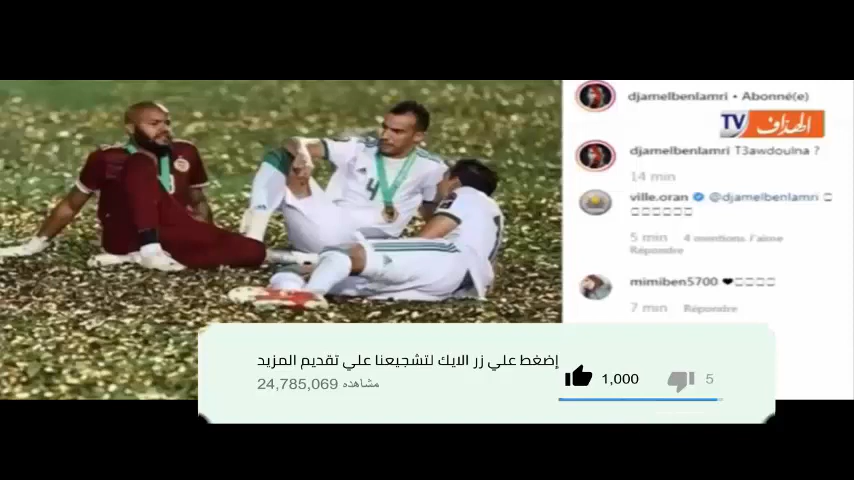 djamelbenlamri • Abonné(e)
TV الهداف
djamelbenlamri T3awdoulna ?
14 min
ville.oran @djamelbenlamri
5 min 4 mentions J'aime
Répondre
mimiben5700
7 min Répondre
4
إضغط علي زر الايك لتشجيعنا علي تقديم المزيد
24,785,069 مشاهده
1,000
5